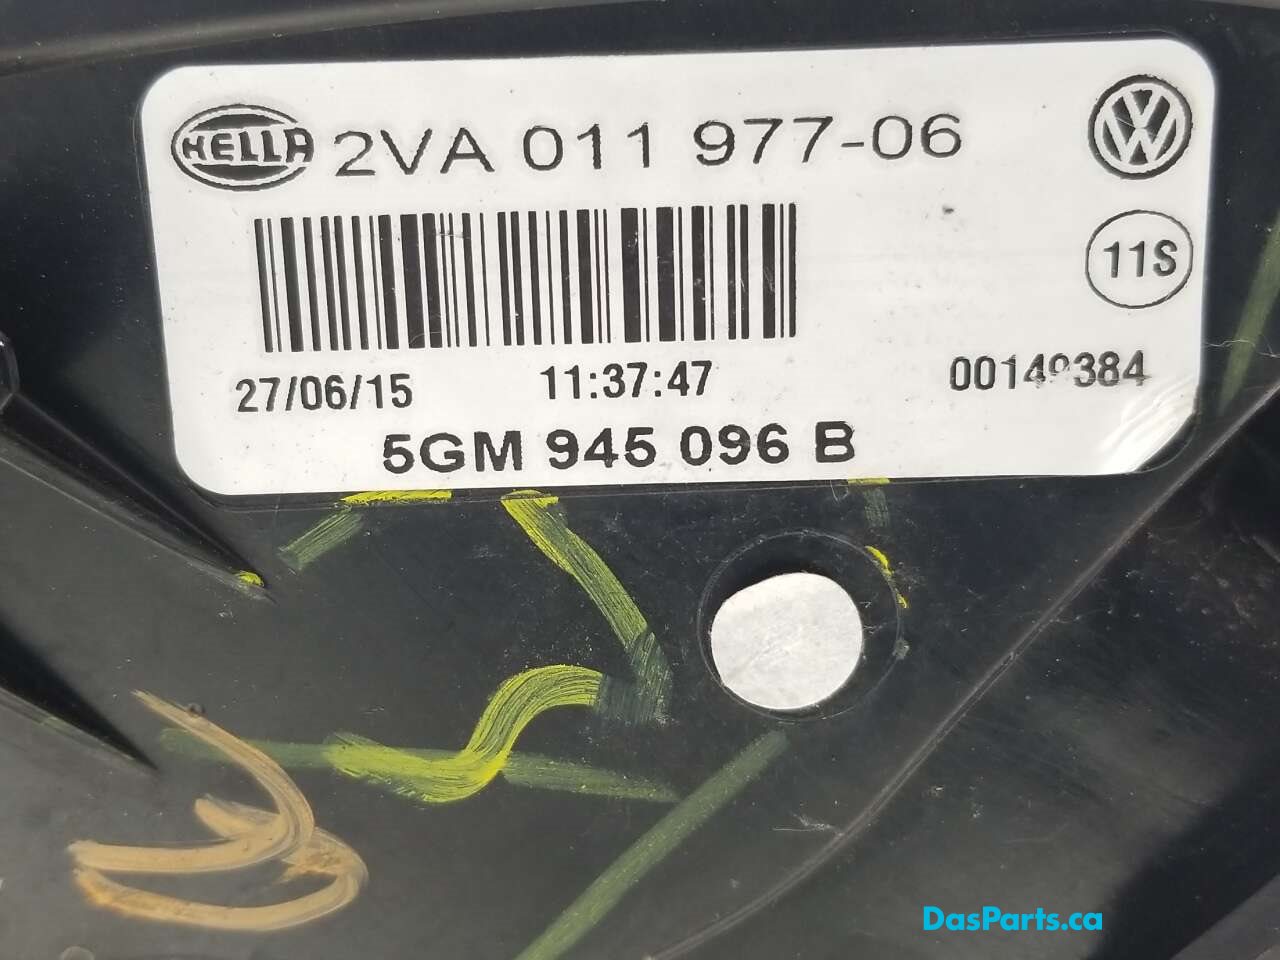 HELLA 2VA 011 977-06
11S
27/06/15 11:37:47
5GM 945 096 B
DasParts.ca